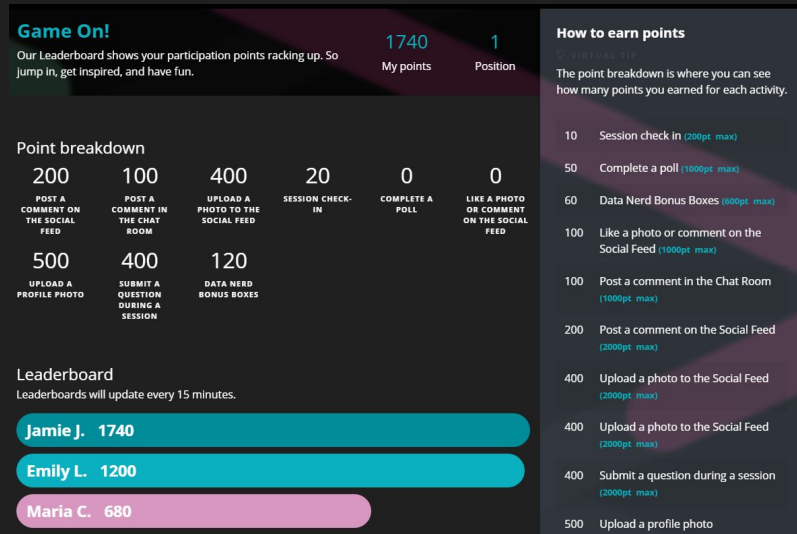 Game On!
Our Leaderboard shows your participation points racking up. So
jump in, get inspired, and have fun.
1740
My points
1
Position
Point breakdown
200
POST A
COMMENT ON
THE SOCIAL
FEED
100
POST A
COMMENT IN
THE CHAT
ROOM
400
UPLOAD A
PHOTO TO THE
SOCIAL FEED
20
SESSION CHECK-
IN
0
COMPLETE A
POLL
0
LIKE A PHOTO
OR COMMENT
ON THE SOCIAL
FEED
500
UPLOAD A
PROFILE PHOTO
400
SUBMIT A
QUESTION
DURING A
SESSION
120
DATA NERD
BONUS BOXES
Leaderboard
Leaderboards will update every 15 minutes.
Jamie J. 1740
Emily L. 1200
Maria C. 680
How to earn points
VIRTUAL TIP
The point breakdown is where you can see
how many points you earned for each activity.
10 Session check in (200pt max)
50 Complete a poll (1000pt max)
60 Data Nerd Bonus Boxes (600pt max)
100 Like a photo or comment on the
Social Feed (1000pt max)
100 Post a comment in the Chat Room
(1000pt max)
200 Post a comment on the Social Feed
(2000pt max)
400 Upload a photo to the Social Feed
(2000pt max)
400 Upload a photo to the Social Feed
(2000pt max)
400 Submit a question during a session
(2000pt max)
500 Upload a profile photo